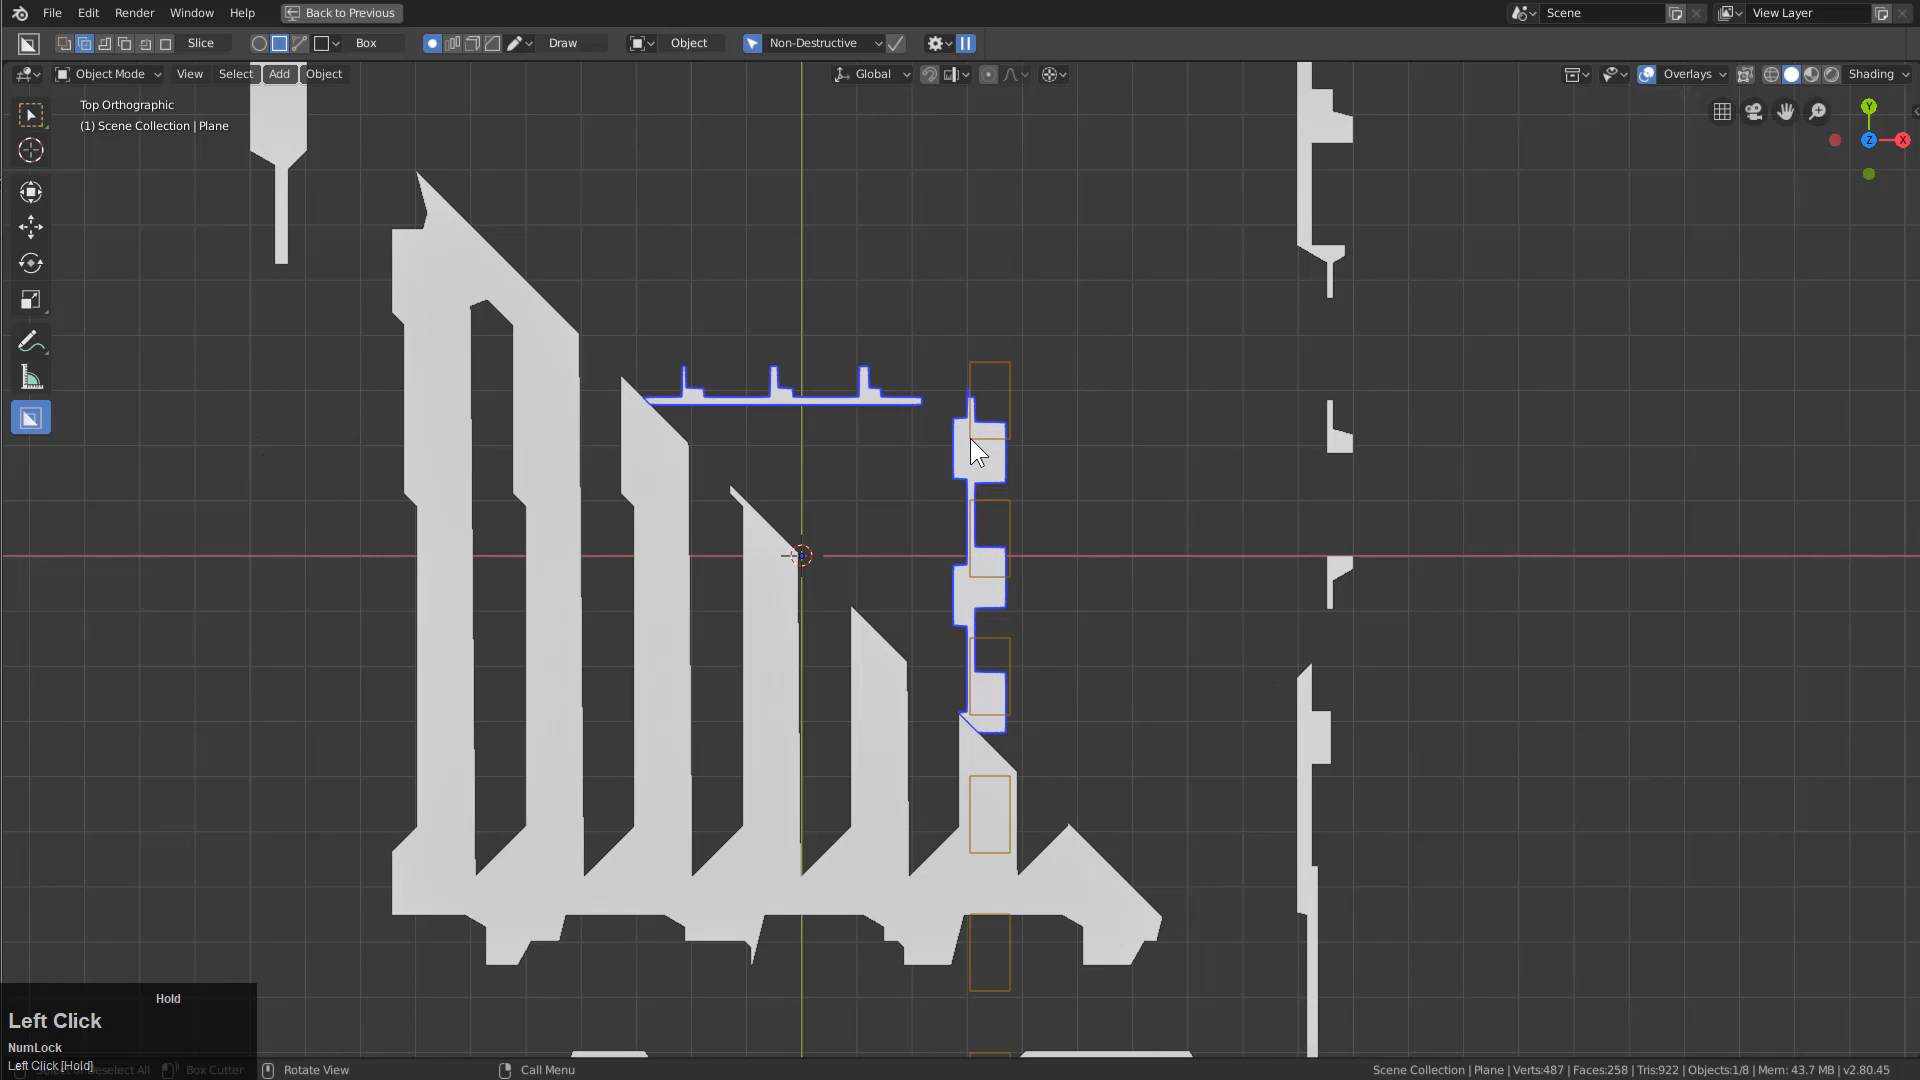 File Edit Render Window Help Back to Previous Scene View Layer
Slice Box Draw Object Non-Destructive
Object Mode View Select Add Object Global Overlays Shading
Top Orthographic
(1) Scene Collection | Plane
Y
Z
X
Hold
Left Click
NumLock
Left Click [Hold]
Box Cutter Rotate View Call Menu Scene Collection | Plane | Verts:487 | Faces:258 | Tris:922 | Objects:1/8 | Mem: 43.7 MB | v2.80.45